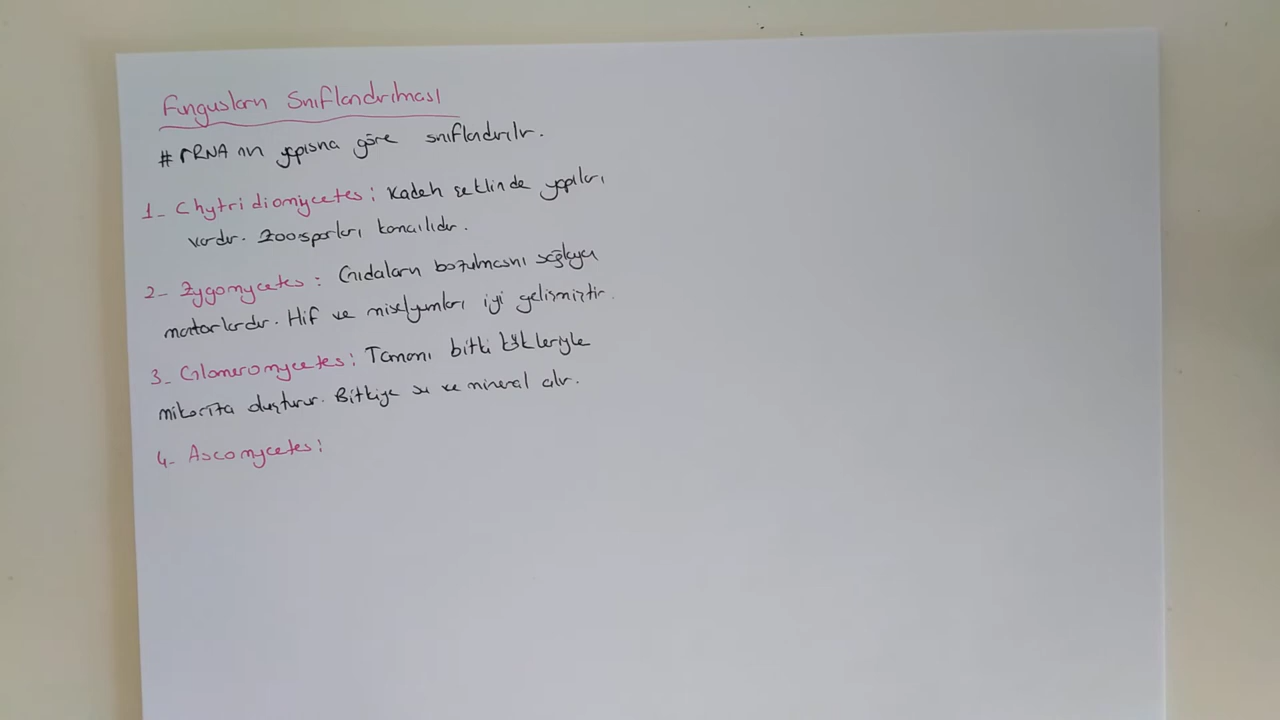 Fungusların Sınıflandırılması
# rRNA nın yapısına göre sınıflandırılır.
1- Chytridiomycetes: Kadeh şeklinde yapıları
vardır. Zoosporları kamçılıdır.
2- Zygomycetes: Gıdaların bozulmasını sağlayan
mantarlardır. Hif ve miselyumları iyi gelişmiştir.
3- Glomeromycetes: Tamamı bitki kökleriyle
mikoriza oluşturur. Bitkiye su ve mineral alır.
4- Ascomycetes: